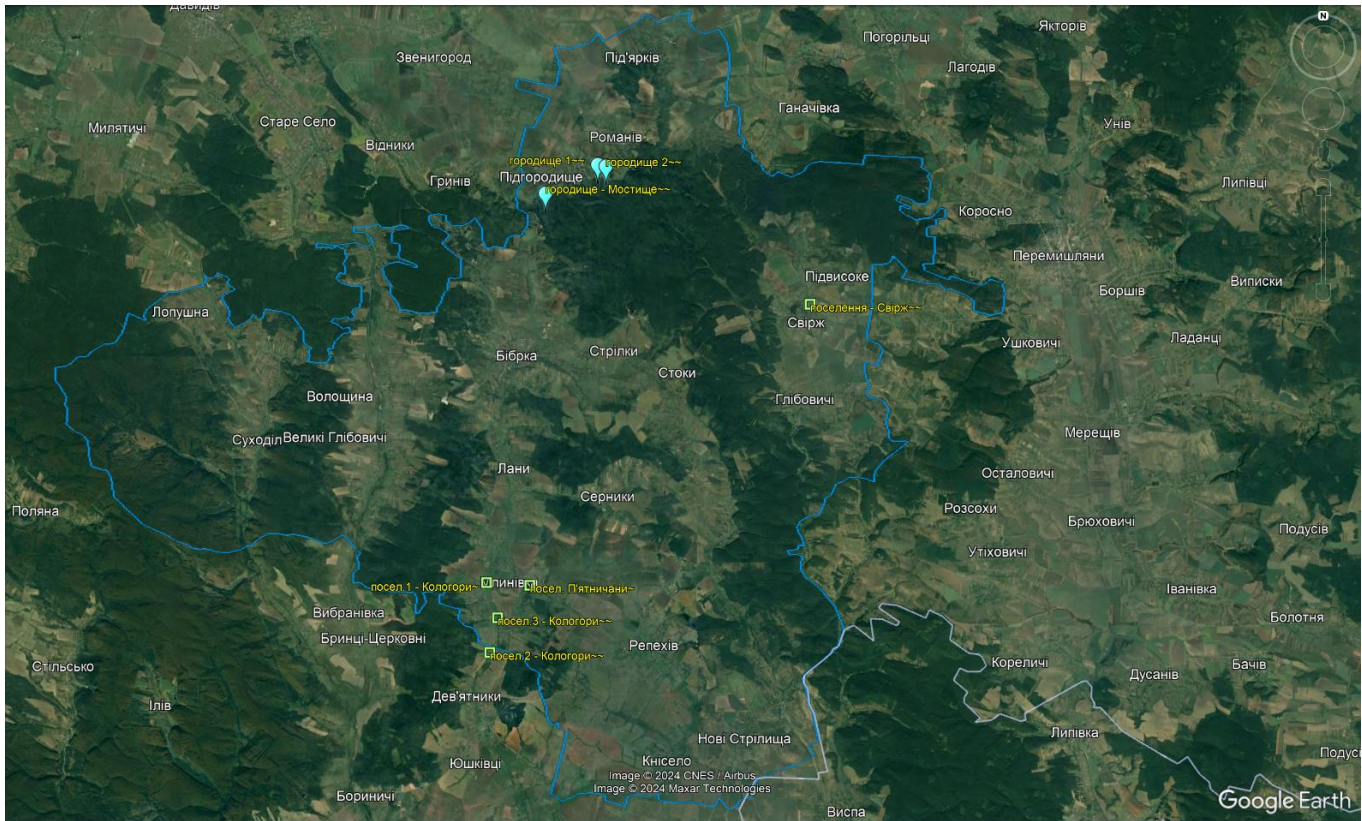 Давидів
Якторів
Звенигород
Під'ярків
Погорільці
Лагодів
Ганачівка
Милятичі
Старе Село
Унів
Романів
Відники
городище 1~~
городище 2~~
Гринів
Підгородище
городище - Мостище~~
Липівці
Коросно
Перемишляни
Підвисоке
Боршів
Виписки
поселення - Свірж~~
Лопушна
Свірж
Ушковичі
Ладанці
Бібрка
Стрілки
Стоки
Волощина
Глібовичі
Суходіл
Великі Глібовичі
Мерещів
Лани
Осталовичі
Серники
Поляна
Розсохи
Брюховичі
Подусів
Утіховичі
посел.1 - Кологори~
посел. П'ятничани~
Іванівка
Вибранівка
посел.3 - Кологори~~
Болотня
Бринці-Церковні
Репехів
посел.2 - Кологори~~
Стільсько
Кореличі
Бачів
Дусанів
Дев'ятники
Ілів
Липівка
Нові Стрілища
Юшківці
Кнісело
Image © 2024 CNES / Airbus
Image © 2024 Maxar Technologies
Бориничі
Виспа
Google Earth
N